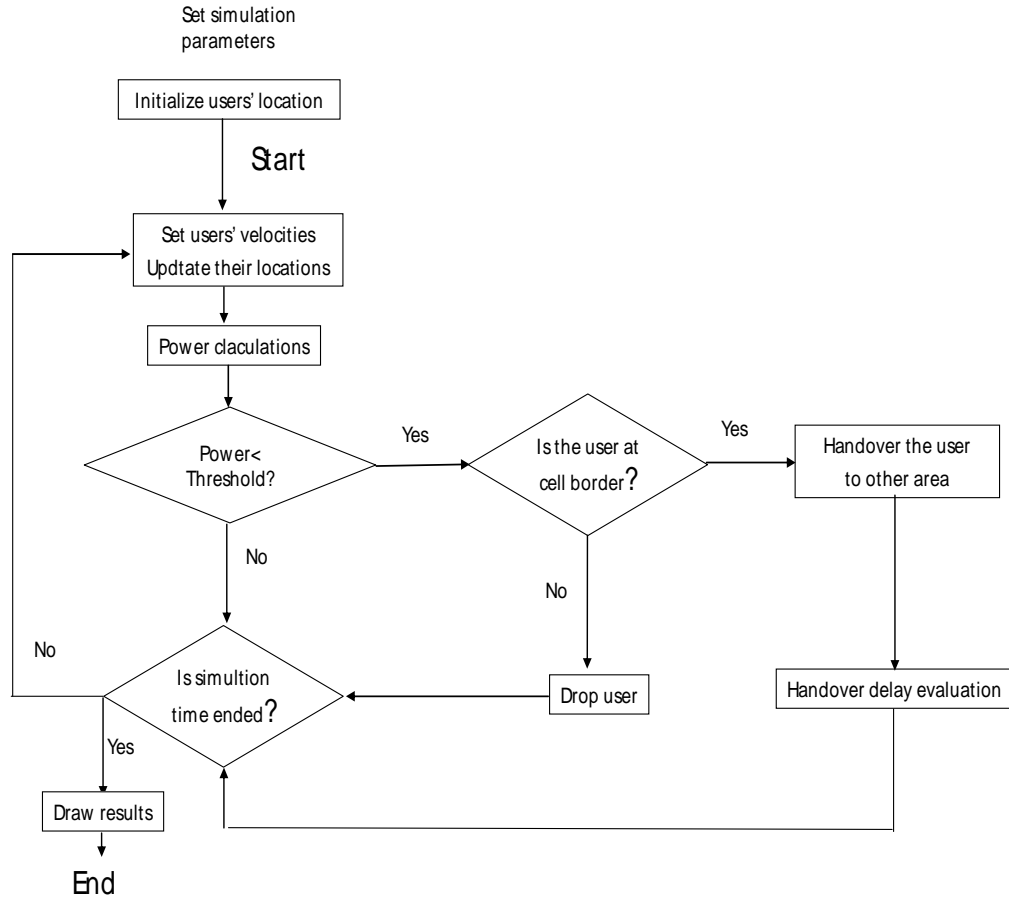 Set simulation
parameters
Initialize users' location
Start
Set users' velocities
Updtate their locations
Power claculations
Power<
Threshold?
Yes
Is the user at
cell border?
Yes
Handover the user
to other area
No
No
No
Is simultion
time ended?
Drop user
Handover delay evaluation
Yes
Draw results
End